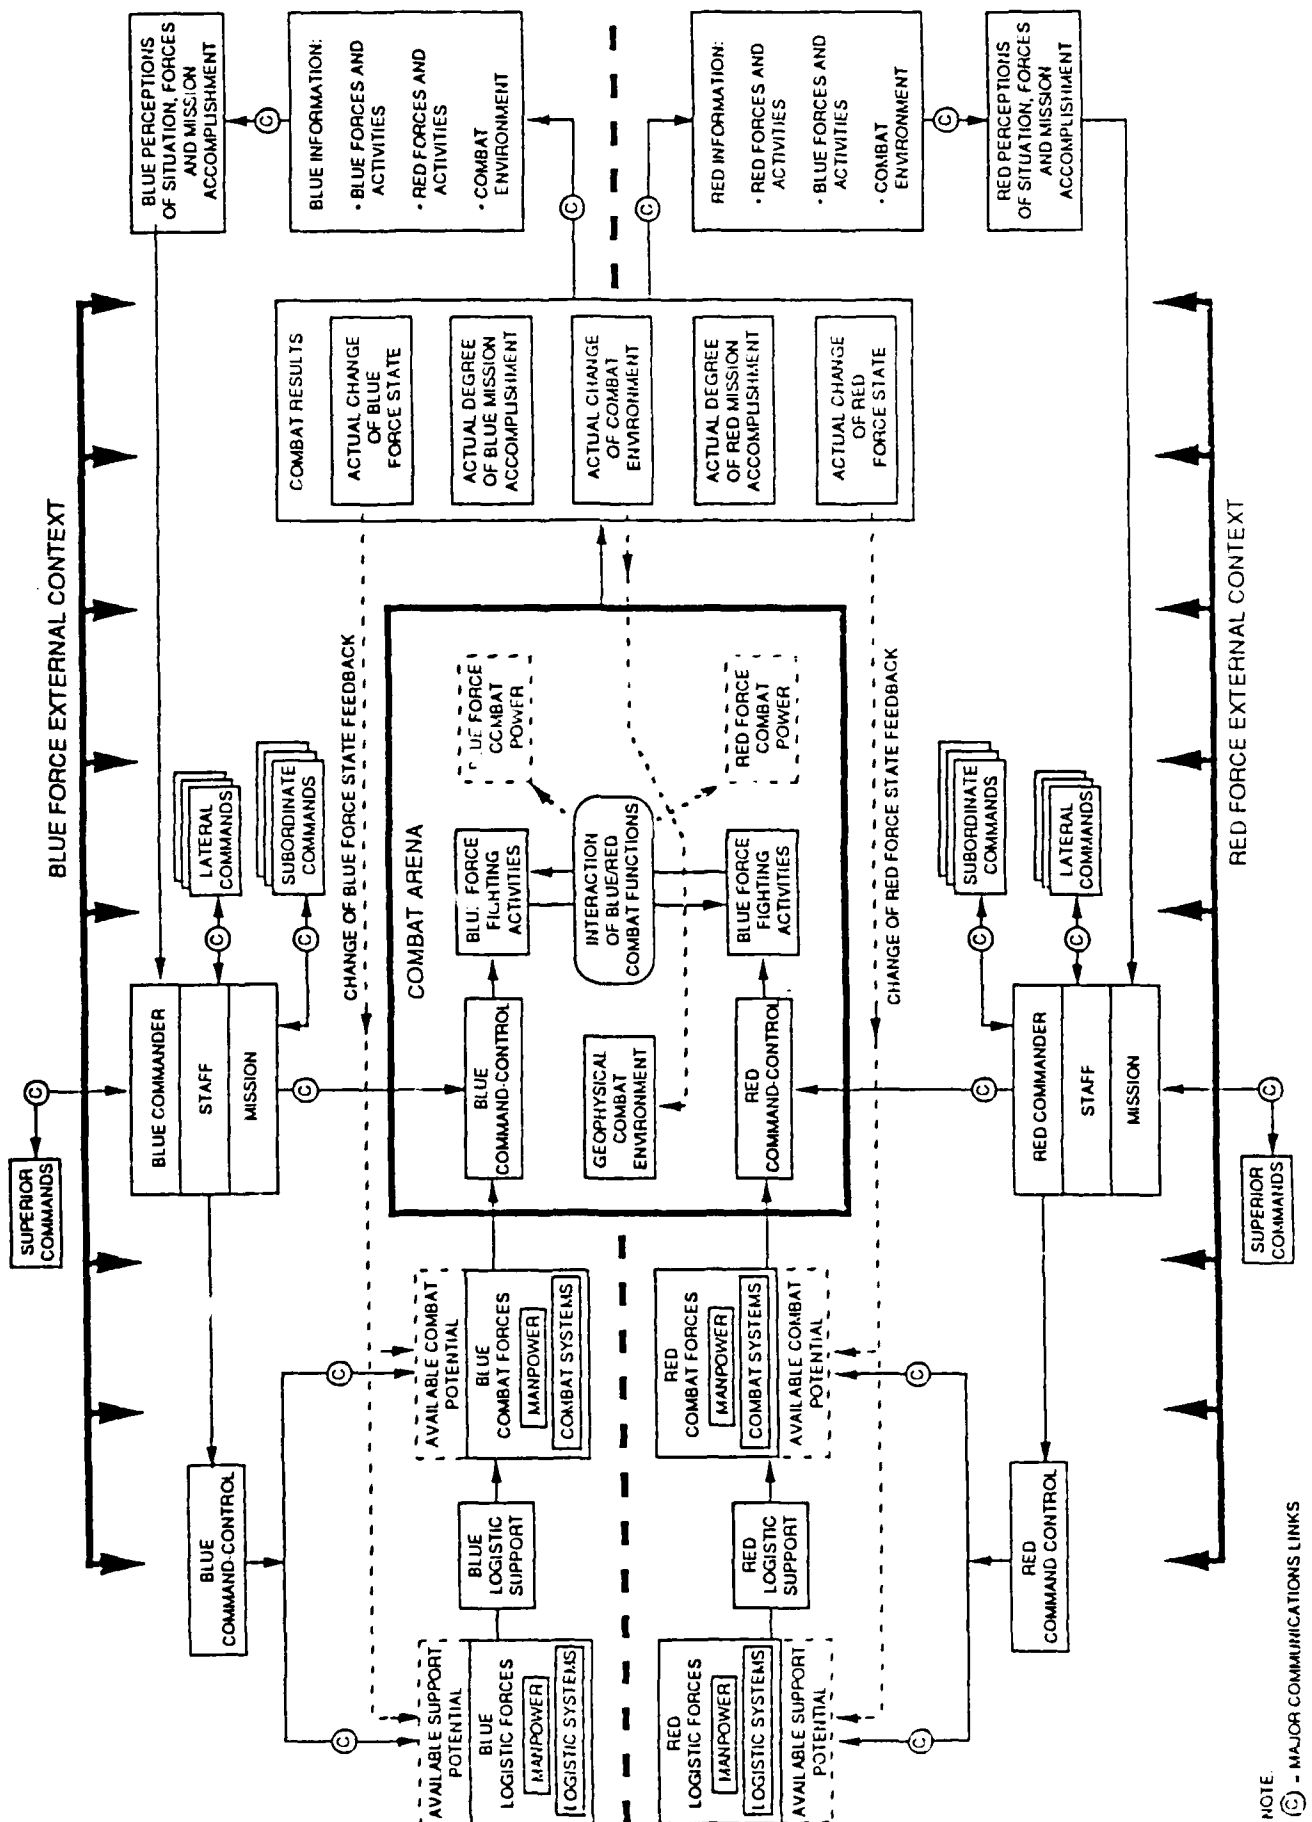 BLUE FORCE EXTERNAL CONTEXT
SUPERIOR
COMMANDS
C
BLUE COMMANDER
STAFF
MISSION
C
LATERAL
COMMANDS
C
SUBORDINATE
COMMANDS
BLUE PERCEPTIONS
OF SITUATION, FORCES
AND MISSION
ACCOMPLISHMENT
C
BLUE
COMMAND-CONTROL
C
C
C
CHANGE OF BLUE FORCE STATE FEEDBACK
BLUE INFORMATION:
· BLUE FORCES AND
ACTIVITIES
· RED FORCES AND
ACTIVITIES
· COMBAT
ENVIRONMENT
C
AVAILABLE SUPPORT
POTENTIAL
BLUE
LOGISTIC FORCES
MANPOWER
LOGISTIC SYSTEMS
BLUE
LOGISTIC
SUPPORT
AVAILABLE COMBAT
POTENTIAL
BLUE
COMBAT FORCES
MANPOWER
COMBAT SYSTEMS
COMBAT ARENA
BLUE
COMMAND-CONTROL
BLUE FORCE
FIGHTING
ACTIVITIES
FORCE
COMBAT
POWER
GEOPHYSICAL
COMBAT
ENVIRONMENT
INTERACTION
OF BLUE/RED
COMBAT FUNCTIONS
RED
COMMAND-CONTROL
BLUE FORCE
FIGHTING
ACTIVITIES
RED FORCE
COMBAT
POWER
COMBAT RESULTS
ACTUAL CHANGE
OF BLUE
FORCE STATE
ACTUAL DEGREE
OF BLUE MISSION
ACCOMPLISHMENT
ACTUAL CHANGE
OF COMBAT
ENVIRONMENT
ACTUAL DEGREE
OF RED MISSION
ACCOMPLISHMENT
ACTUAL CHANGE
OF RED
FORCE STATE
RED
LOGISTIC FORCES
MANPOWER
LOGISTIC SYSTEMS
AVAILABLE SUPPORT
POTENTIAL
RED
LOGISTIC
SUPPORT
RED
COMBAT FORCES
MANPOWER
COMBAT SYSTEMS
AVAILABLE COMBAT
POTENTIAL
C
RED INFORMATION:
· RED FORCES AND
ACTIVITIES
· BLUE FORCES AND
ACTIVITIES
· COMBAT
ENVIRONMENT
CHANGE OF RED FORCE STATE FEEDBACK
C
C
C
C
RED
COMMAND CONTROL
RED COMMANDER
STAFF
MISSION
C
SUBORDINATE
COMMANDS
C
LATERAL
COMMANDS
RED PERCEPTIONS
OF SITUATION, FORCES
AND MISSION
ACCOMPLISHMENT
RED FORCE EXTERNAL CONTEXT
SUPERIOR
COMMANDS
C
NOTE.
C - MAJOR COMMUNICATIONS LINKS